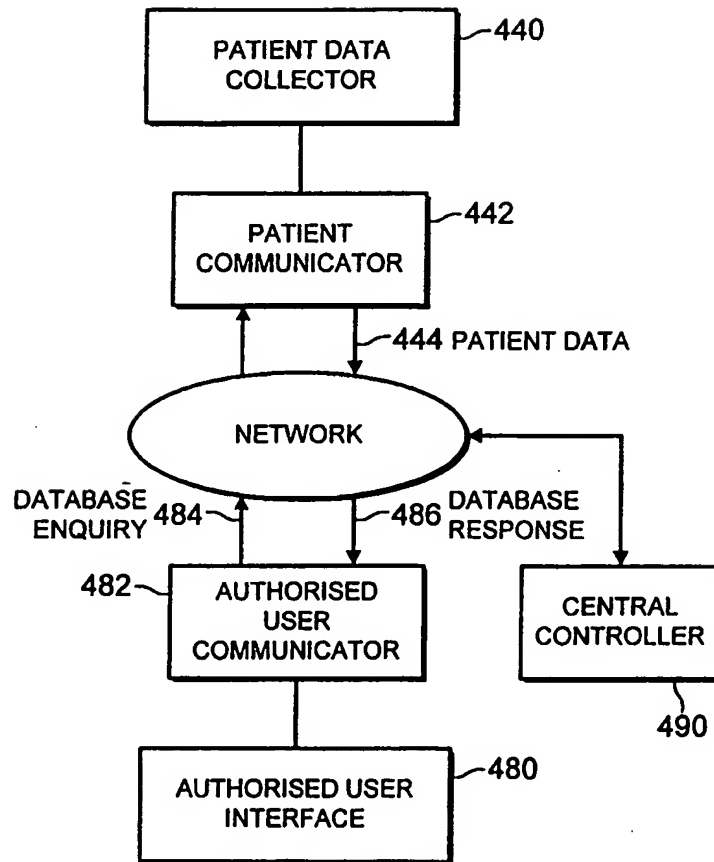 440
PATIENT DATA
COLLECTOR
442
PATIENT
COMMUNICATOR
444 PATIENT DATA
NETWORK
DATABASE
ENQUIRY
484
486
DATABASE
RESPONSE
482
AUTHORISED
USER
COMMUNICATOR
CENTRAL
CONTROLLER
490
480
AUTHORISED USER
INTERFACE